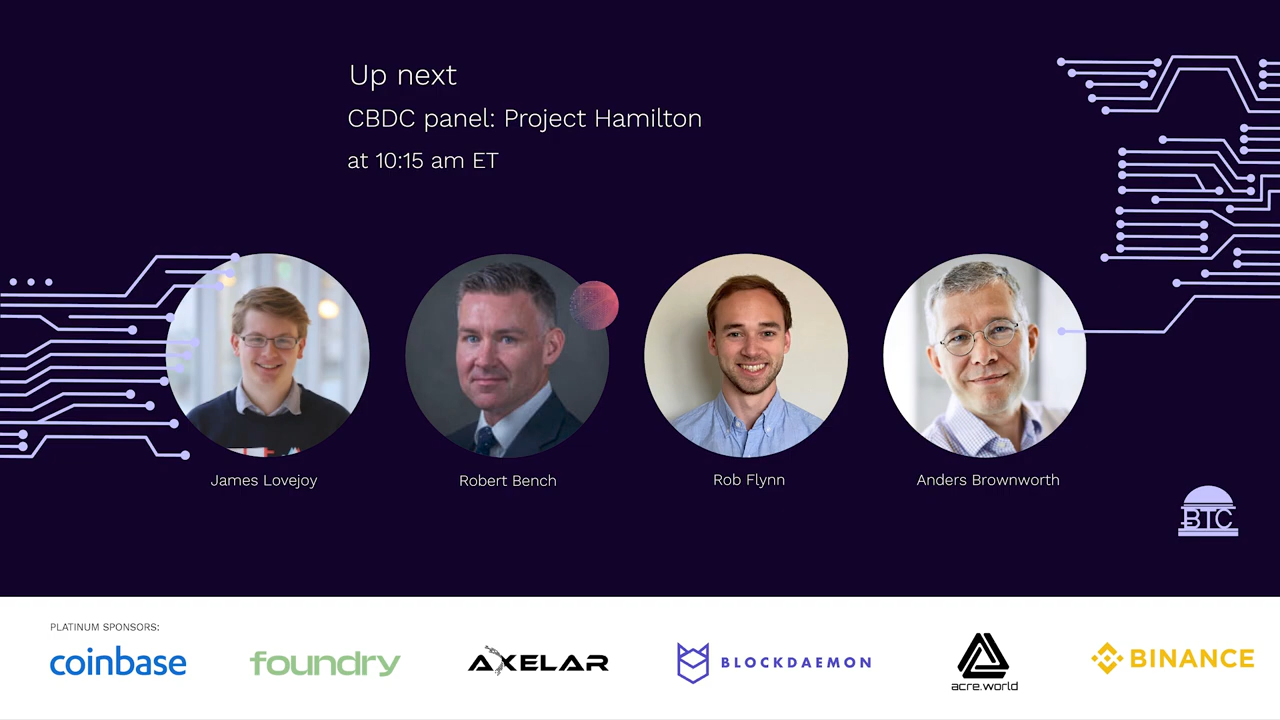 Up next
CBDC panel: Project Hamilton
at 10:15 am ET
James Lovejoy
Robert Bench
Rob Flynn
Anders Brownworth
BTC
PLATINUM SPONSORS:
coinbase
foundry
AXELAR
BLOCKDAEMON
acre.world
BINANCE